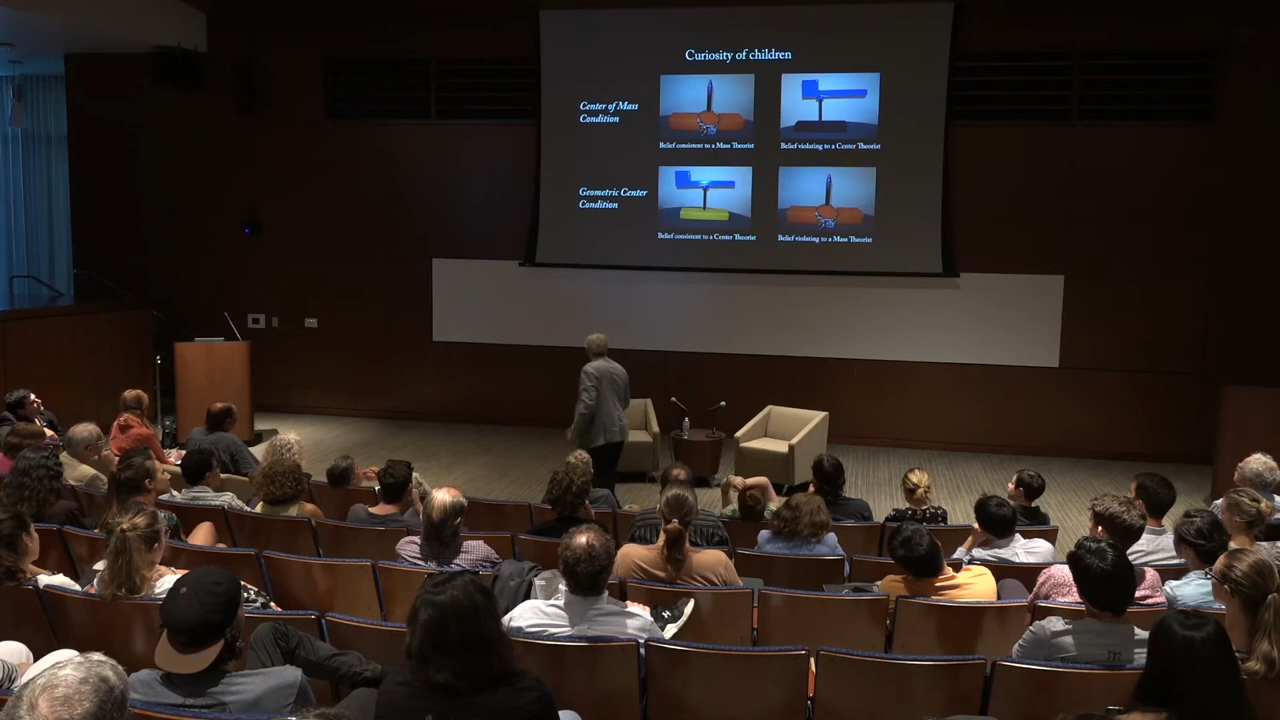 Curiosity of children
Center of Mass
Condition
Belief consistent to a Mass Theorist
Belief violating to a Center Theorist
Geometric Center
Condition
Belief consistent to a Center Theorist
Belief violating to a Mass Theorist